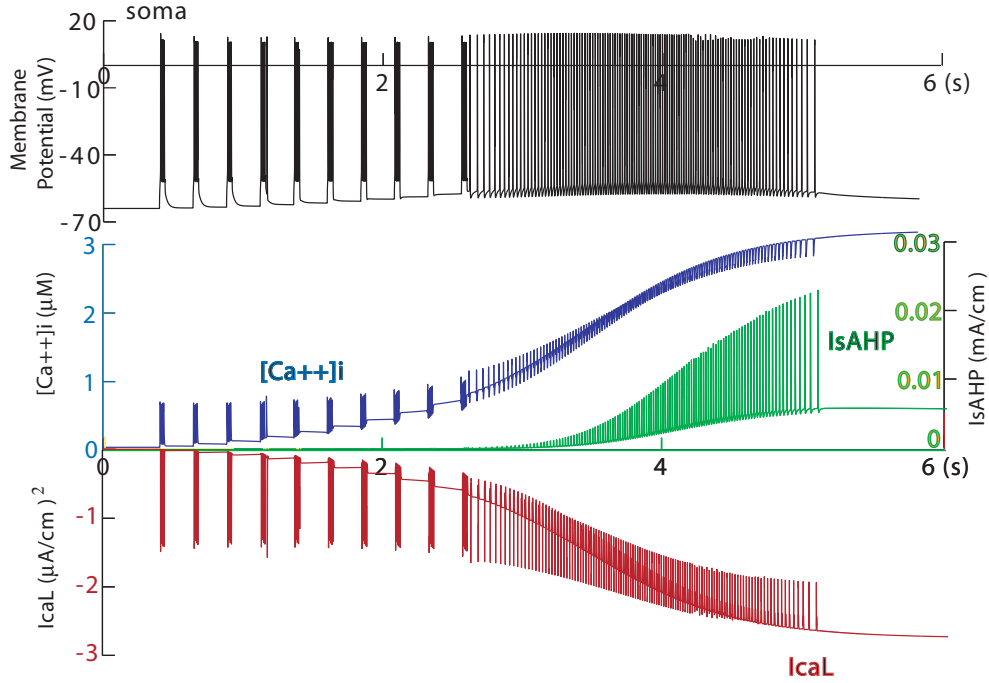 soma
20
-10
-40
-70
Membrane
Potential (mV)
0
2
4
6 (s)
3
2
1
0
[Ca++]i (μM)
[Ca++]i
0.03
0.02
0.01
0
IsAHP (mA/cm )
IsAHP
0
2
4
6 (s)
-1
-2
-3
IcaL (μA/cm ) 2
IcaL